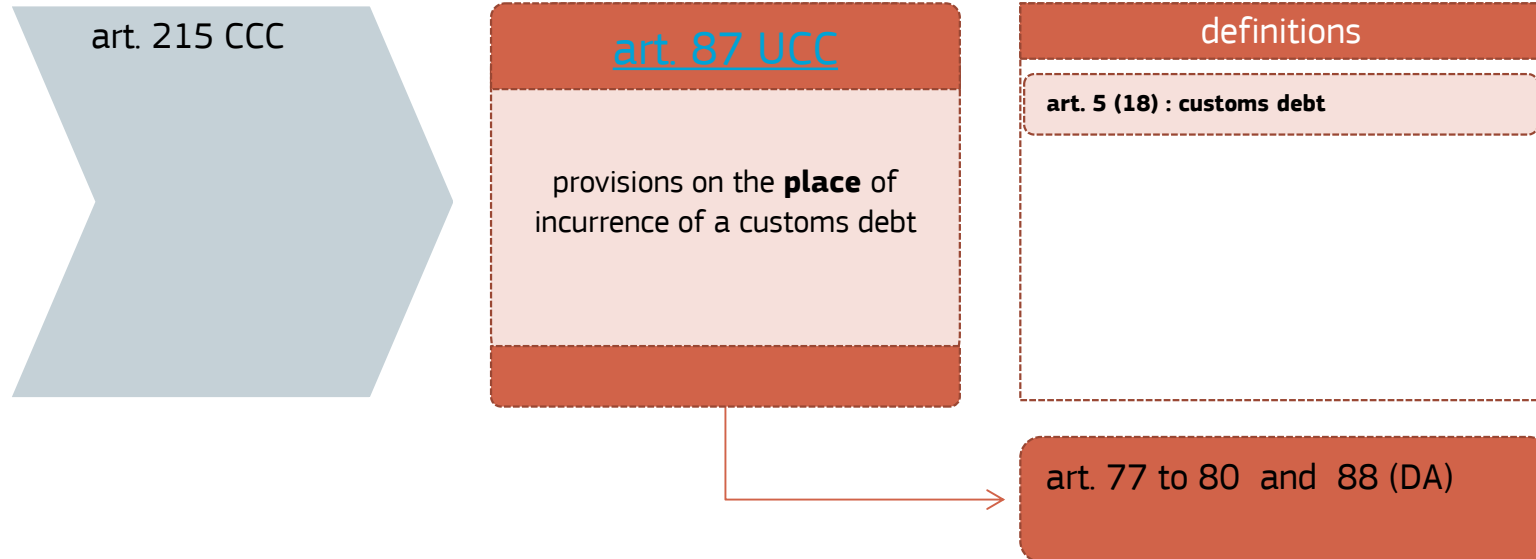 art. 215 CCC
art. 87 UCC
provisions on the place of
incurrence of a customs debt
definitions
art. 5 (18) : customs debt
art. 77 to 80 and 88 (DA)